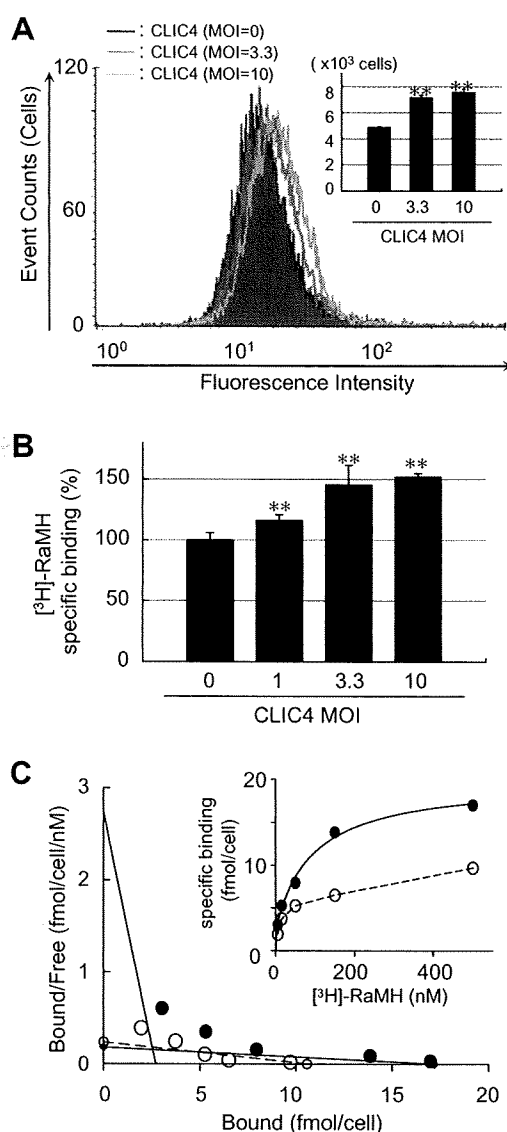 A
: CLIC4 (MOI=0)
: CLIC4 (MOI=3.3)
: CLIC4 (MOI=10)
Event Counts (Cells)
120
60
0
10⁰
10¹
10²
Fluorescence Intensity
( x10³ cells)
8
6
4
2
0
**
**
0
3.3
10
CLIC4 MOI
B
[³H]-RaMH
specific binding (%)
150
100
50
0
**
**
**
0
1
3.3
10
CLIC4 MOI
C
Bound/Free (fmol/cell/nM)
3
2
1
0
0
5
10
15
20
Bound (fmol/cell)
specific binding
(fmol/cell)
20
10
0
0
200
400
[³H]-RaMH (nM)